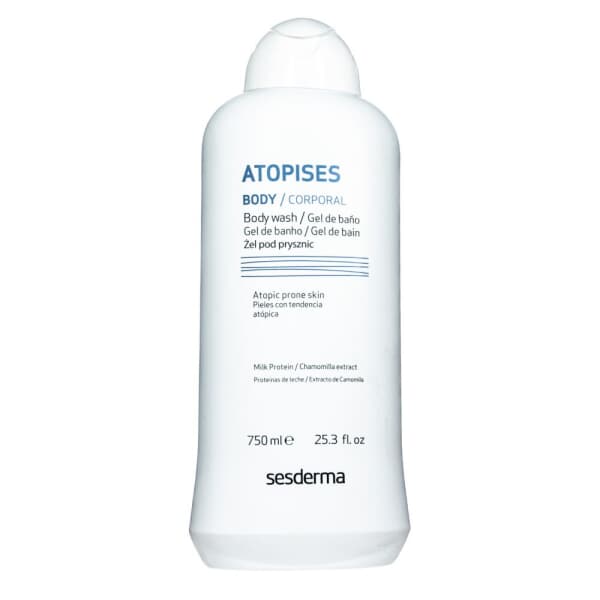 ATOPISES
BODY / CORPORAL
Body wash / Gel de baño
Gel de banho / Gel de bain
Żel pod prysznic
Atopic prone skin
Pieles con tendencia
atópica
Milk Protein / Chamomilla extract
Proteinas de leche / Extracto de Camomila
750 ml e 25.3 fl. oz
sesderma